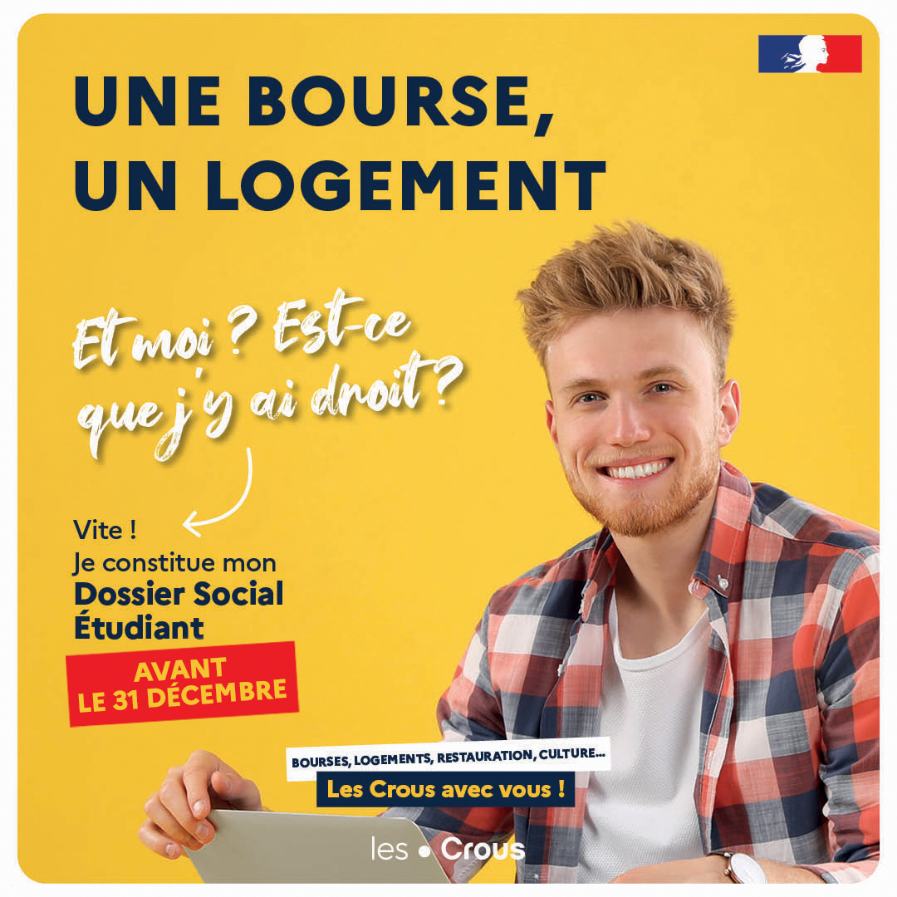 UNE BOURSE,
UN LOGEMENT
Et moi ? Est-ce
que j'y ai droit ?
Vite !
Je constitue mon
Dossier Social
Étudiant
AVANT
LE 31 DÉCEMBRE
BOURSES, LOGEMENTS, RESTAURATION, CULTURE...
Les Crous avec vous !
les • Crous